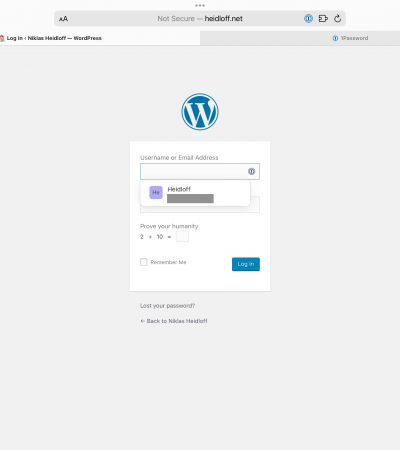 AA
Not Secure — heidloff.net
Log In ‹ Niklas Heidloff — WordPress
1Password
Username or Email Address
He
Heidloff
Prove your humanity
2 + 10 =
Remember Me
Log In
Lost your password?
← Back to Niklas Heidloff